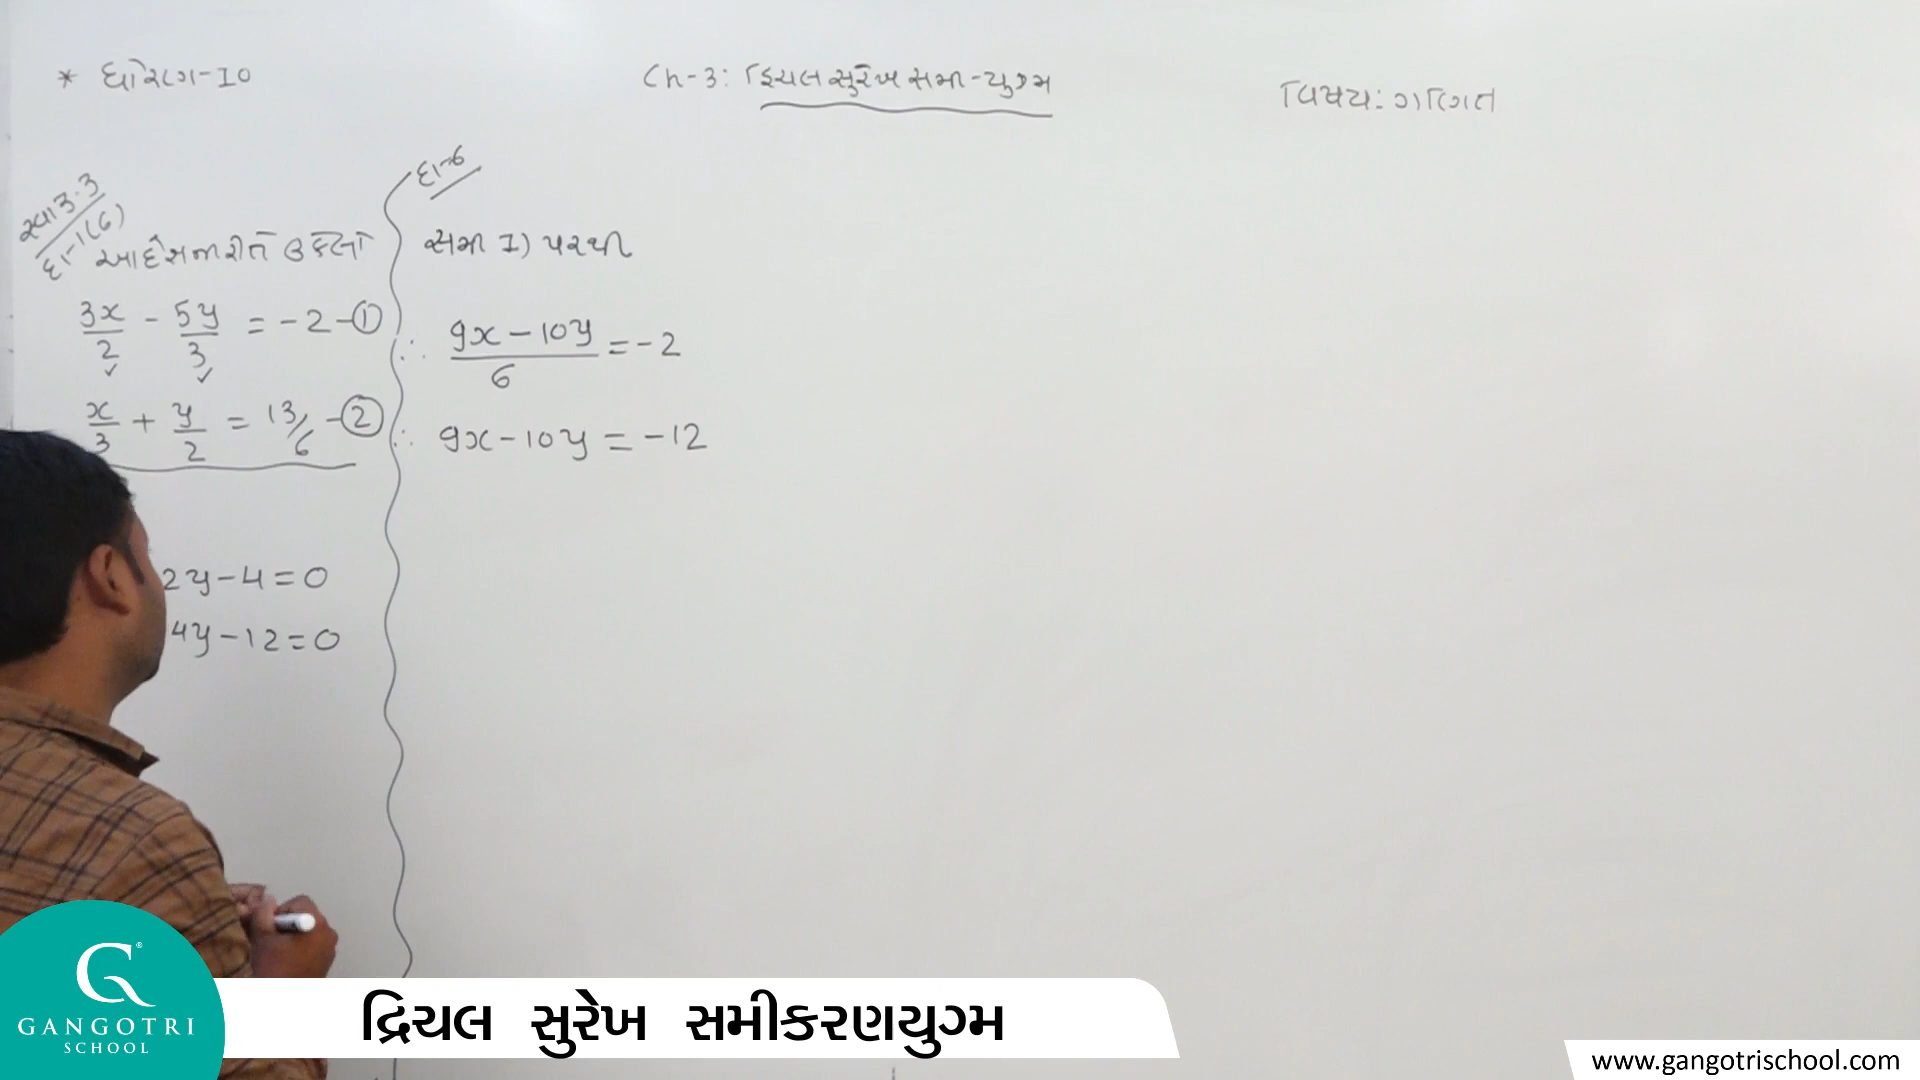 * ધોરણ-10
Ch-3: દ્વિચલ સુરેખ સમી-યુગ્મ
વિષય: ગણિત
સ્વા 3.3
દા-1(6)
આદેશની રીતે ઉકેલો
3x/2 - 5y/3 = -2 -①
x/3 + y/2 = 13/6 -②
2y-4=0
4y-12=0
દા-6
સમી 1) પરથી
∴ 9x-10y/6 = -2
∴ 9x-10y = -12
GANGOTRI
SCHOOL
દ્રિચલ સુરેખ સમીકરણયુગ્મ
www.gangotrischool.com